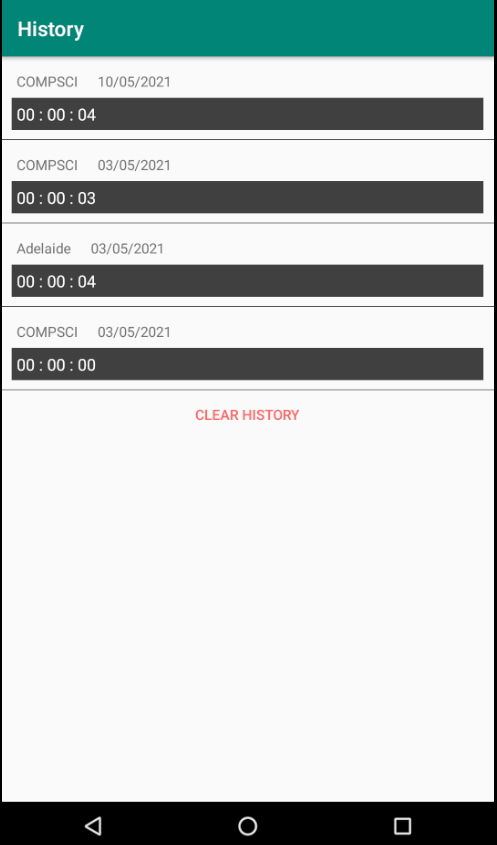 History
COMPSCI 10/05/2021
00 : 00 : 04
COMPSCI 03/05/2021
00 : 00 : 03
Adelaide 03/05/2021
00 : 00 : 04
COMPSCI 03/05/2021
00 : 00 : 00
CLEAR HISTORY